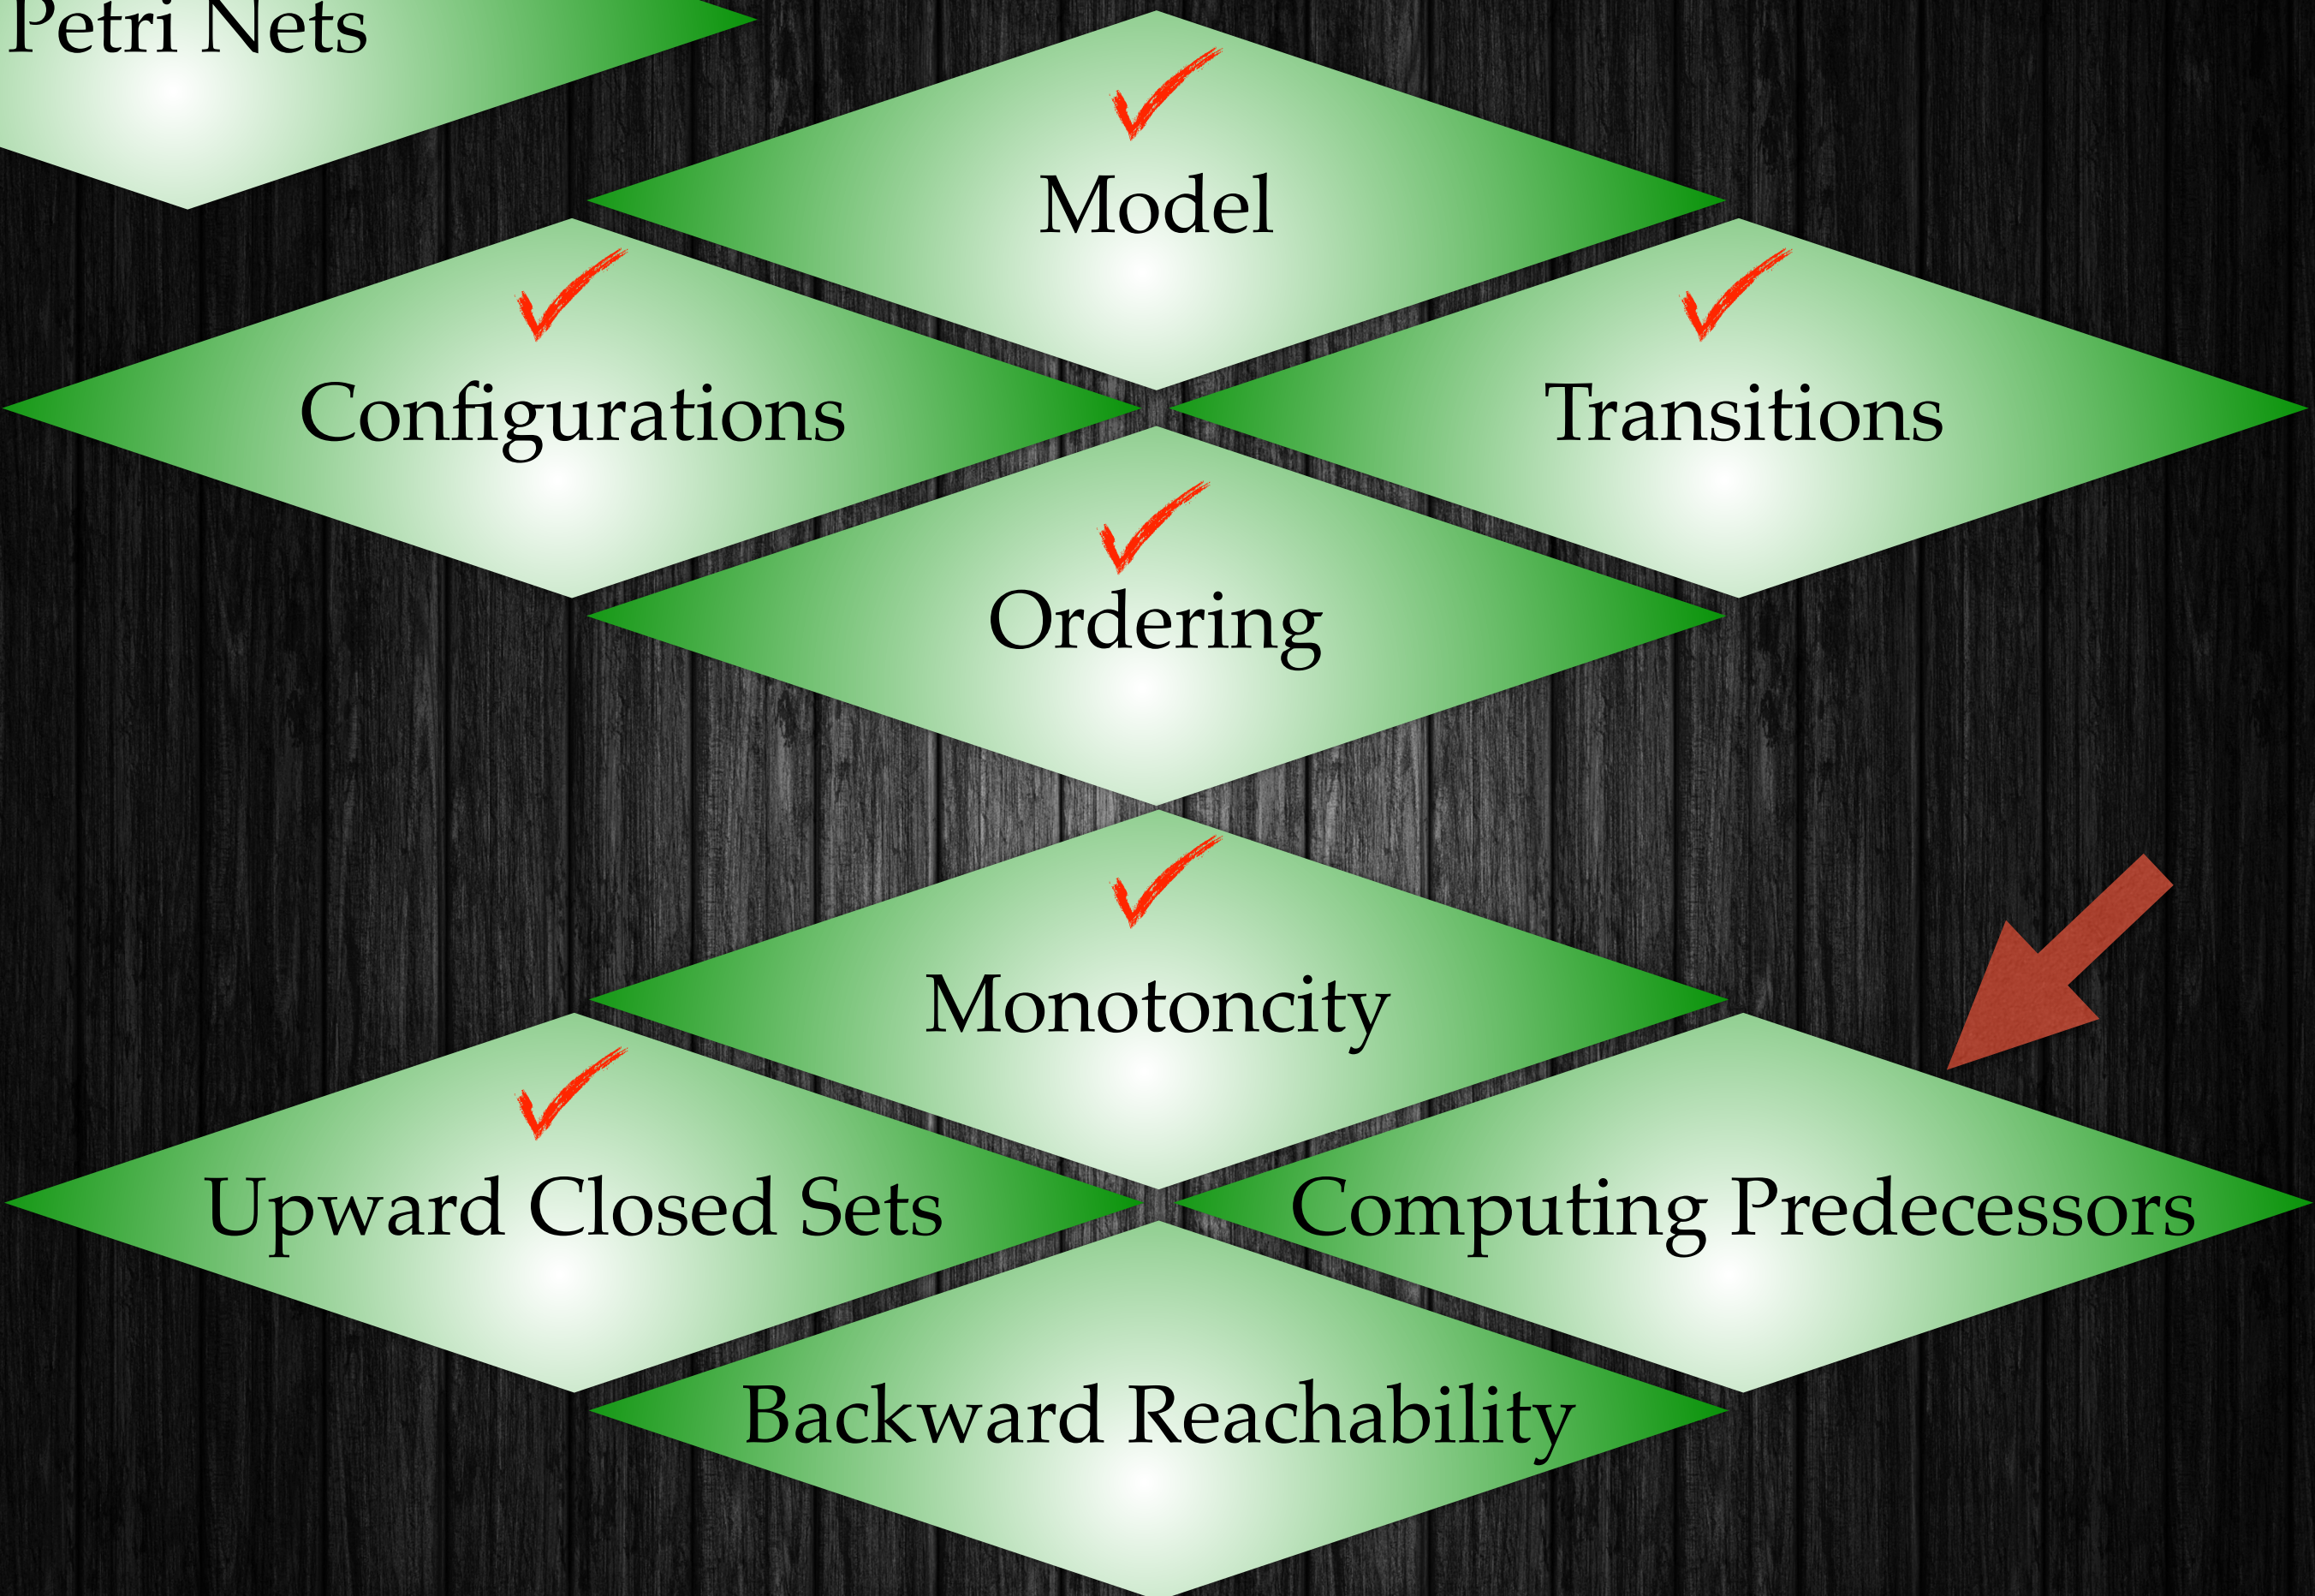 Petri Nets
Model
Configurations
Transitions
Ordering
Monotoncity
Upward Closed Sets
Computing Predecessors
Backward Reachability